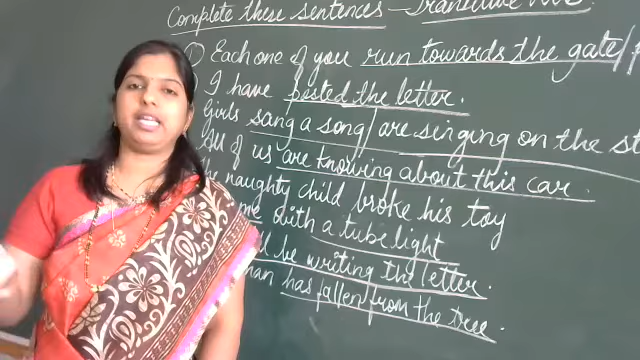 Complete these sentences - Transitive
Each one of you run towards the gate/
I have posted the letter.
Girls sang a song/are singing on the
All of us are knowing about this car.
naughty child broke his toy
me with a tubelight
be writing the letter.
has fallen from the tree.